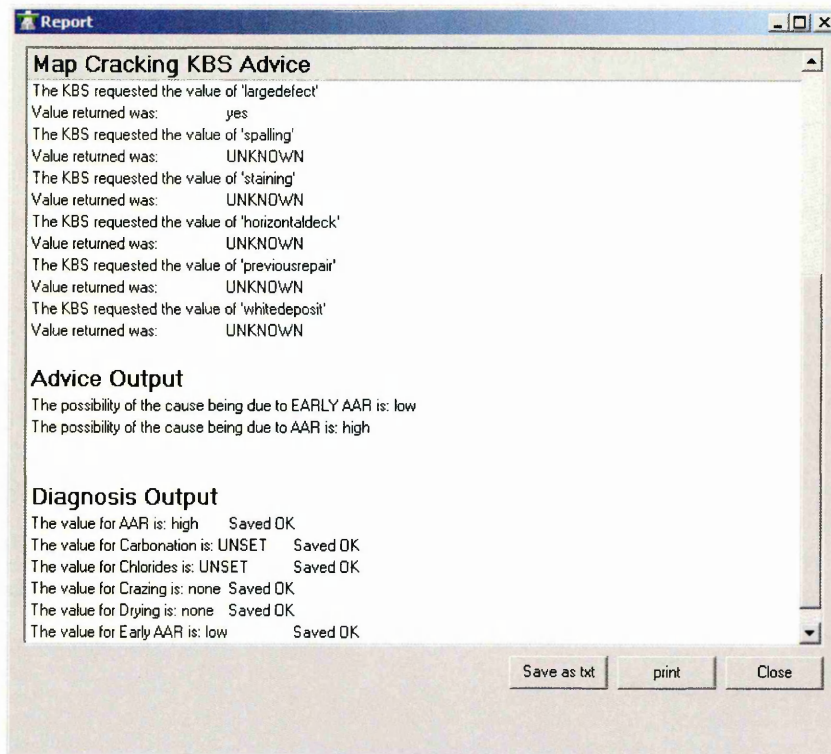 Report
Map Cracking KBS Advice
The KBS requested the value of 'largedefect'
Value returned was: yes
The KBS requested the value of 'spalling'
Value returned was: UNKNOWN
The KBS requested the value of 'staining'
Value returned was: UNKNOWN
The KBS requested the value of 'horizontaldeck'
Value returned was: UNKNOWN
The KBS requested the value of 'previousrepair'
Value returned was: UNKNOWN
The KBS requested the value of 'whitedeposit'
Value returned was: UNKNOWN
Advice Output
The possibility of the cause being due to EARLY AAR is: low
The possibility of the cause being due to AAR is: high
Diagnosis Output
The value for AAR is: high Saved OK
The value for Carbonation is: UNSET Saved OK
The value for Chlorides is: UNSET Saved OK
The value for Crazing is: none Saved OK
The value for Drying is: none Saved OK
The value for Early AAR is: low Saved OK
Save as txt print Close